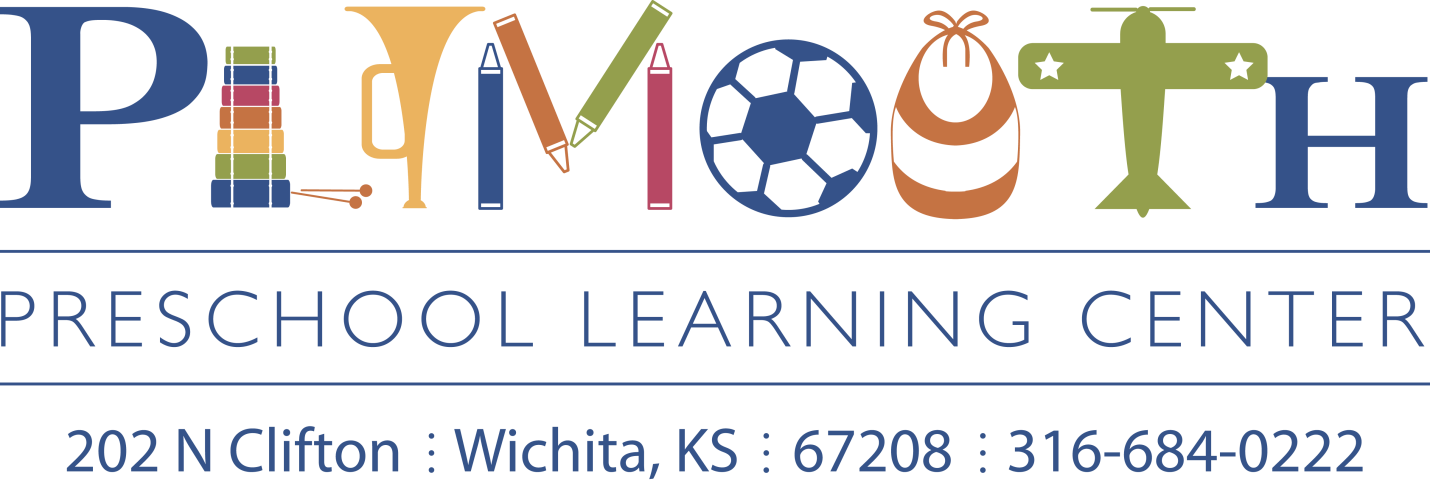 PLYMOUTH
PRESCHOOL LEARNING CENTER
202 N Clifton ⋮ Wichita, KS ⋮ 67208 ⋮ 316-684-0222